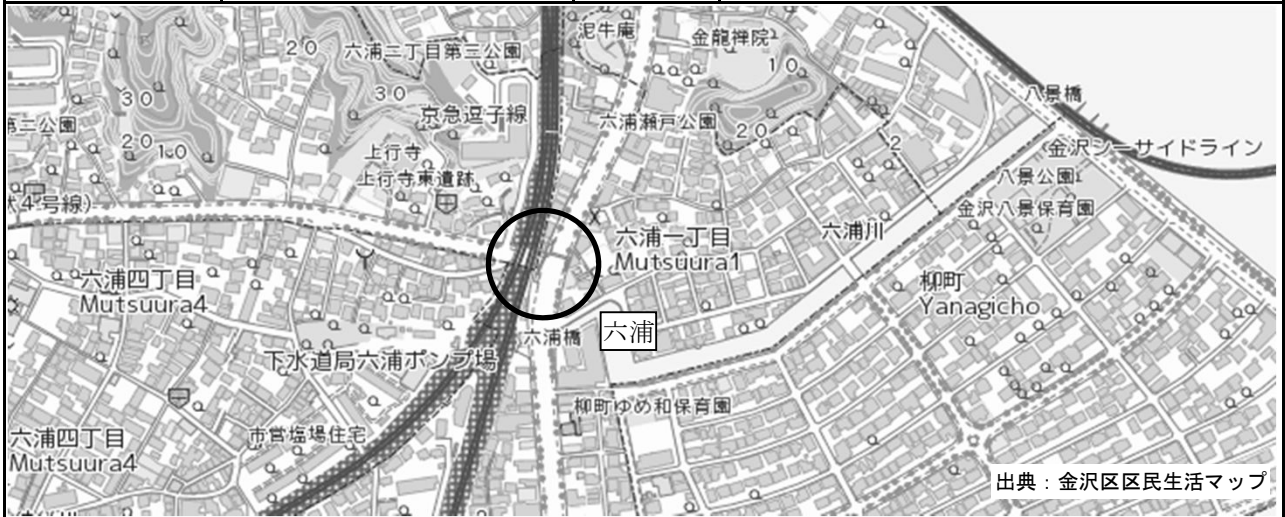 泥牛庵
金龍禅院
20
六浦二丁目第三公園
10
30
30
京急逗子線
八景橋
第二公園
六浦瀬戸公園
20
20
10
上行寺
2
金沢シーサイドライン
上行寺東遺跡
八景公園
状4号線)
金沢八景保育園
六浦一丁目
Mutsuura1
六浦川
六浦四丁目
Mutsuura4
柳町
Yanagicho
六浦橋
六浦
下水道局六浦ポンプ場
柳町ゆめ和保育園
六浦四丁目
Mutsuura4
市営塩場住宅
出典：金沢区区民生活マップ